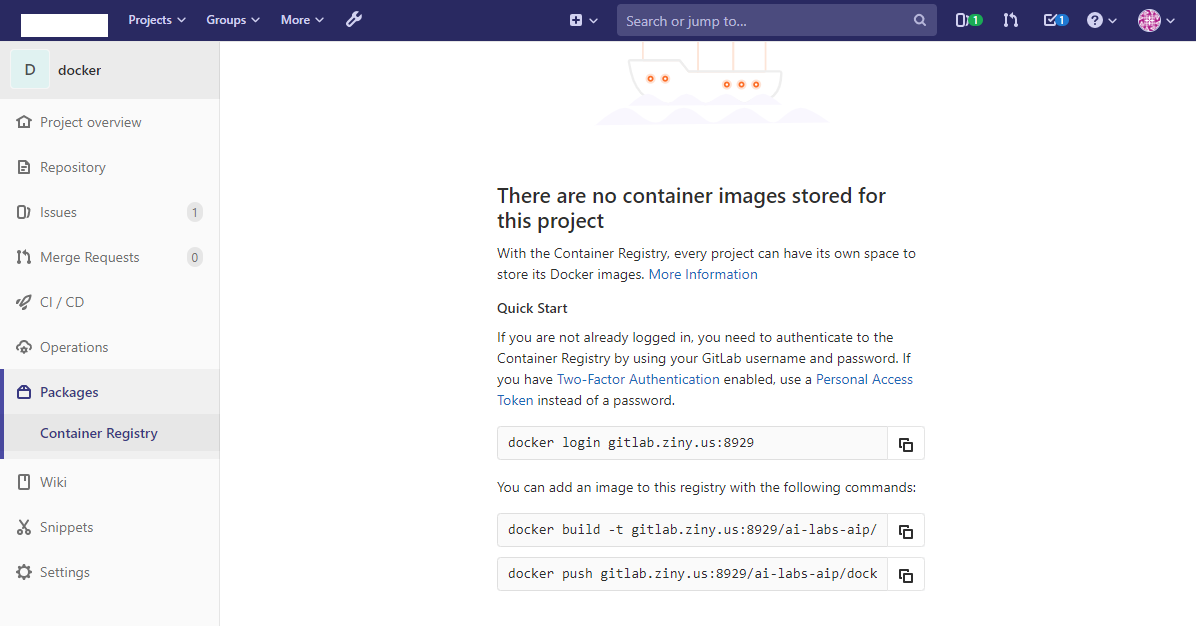 Projects Groups More Search or jump to... 1 1
D docker
Project overview
Repository
Issues 1
Merge Requests 0
CI / CD
Operations
Packages
Container Registry
Wiki
Snippets
Settings
There are no container images stored for
this project
With the Container Registry, every project can have its own space to
store its Docker images. More Information
Quick Start
If you are not already logged in, you need to authenticate to the
Container Registry by using your GitLab username and password. If
you have Two-Factor Authentication enabled, use a Personal Access
Token instead of a password.
docker login gitlab.ziny.us:8929
You can add an image to this registry with the following commands:
docker build -t gitlab.ziny.us:8929/ai-labs-aip/
docker push gitlab.ziny.us:8929/ai-labs-aip/dock